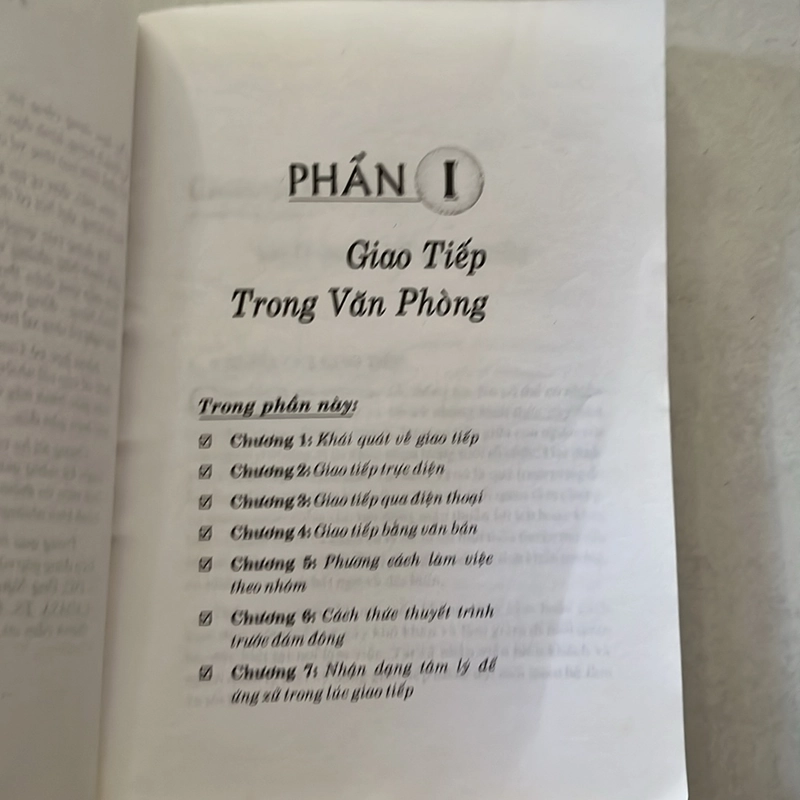 PHẦN I
Giao Tiếp
Trong Văn Phòng
Trong phần này:
Chương 1: Khái quát về giao tiếp
Chương 2: Giao tiếp trực diện
Chương 3: Giao tiếp qua điện thoại
Chương 4: Giao tiếp bằng văn bản
Chương 5: Phương cách làm việc
theo nhóm
Chương 6: Cách thức thuyết trình
trước đám đông
Chương 7: Nhận dạng tâm lý để
ứng xử trong lúc giao tiếp